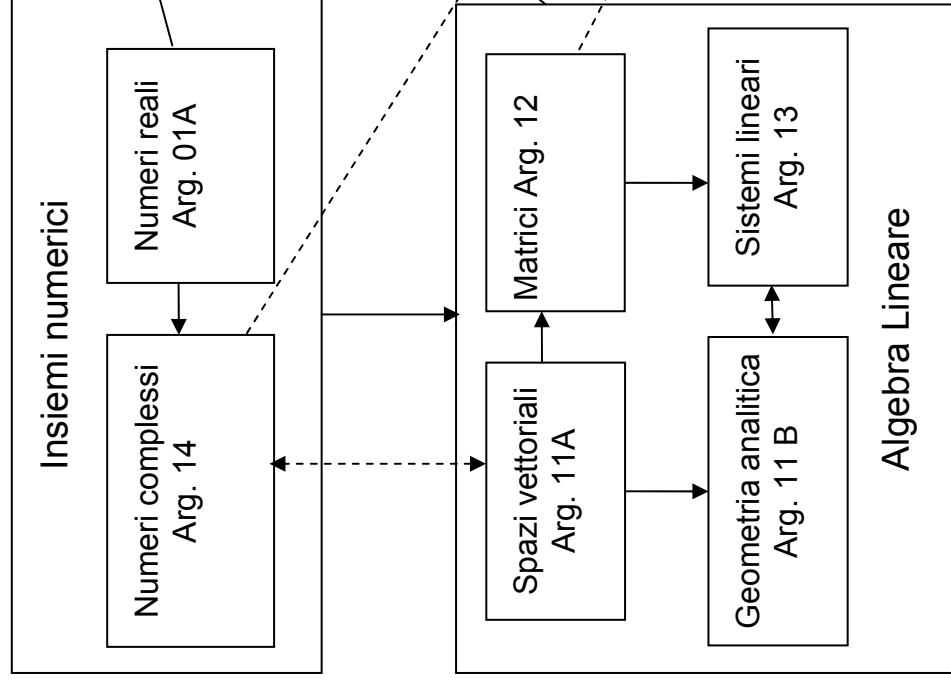 Insiemi numerici
Numeri complessi
Arg. 14
Numeri reali
Arg. 01A
Spazi vettoriali
Arg. 11A
Matrici Arg. 12
Geometria analitica
Arg. 11 B
Sistemi lineari
Arg. 13
Algebra Lineare